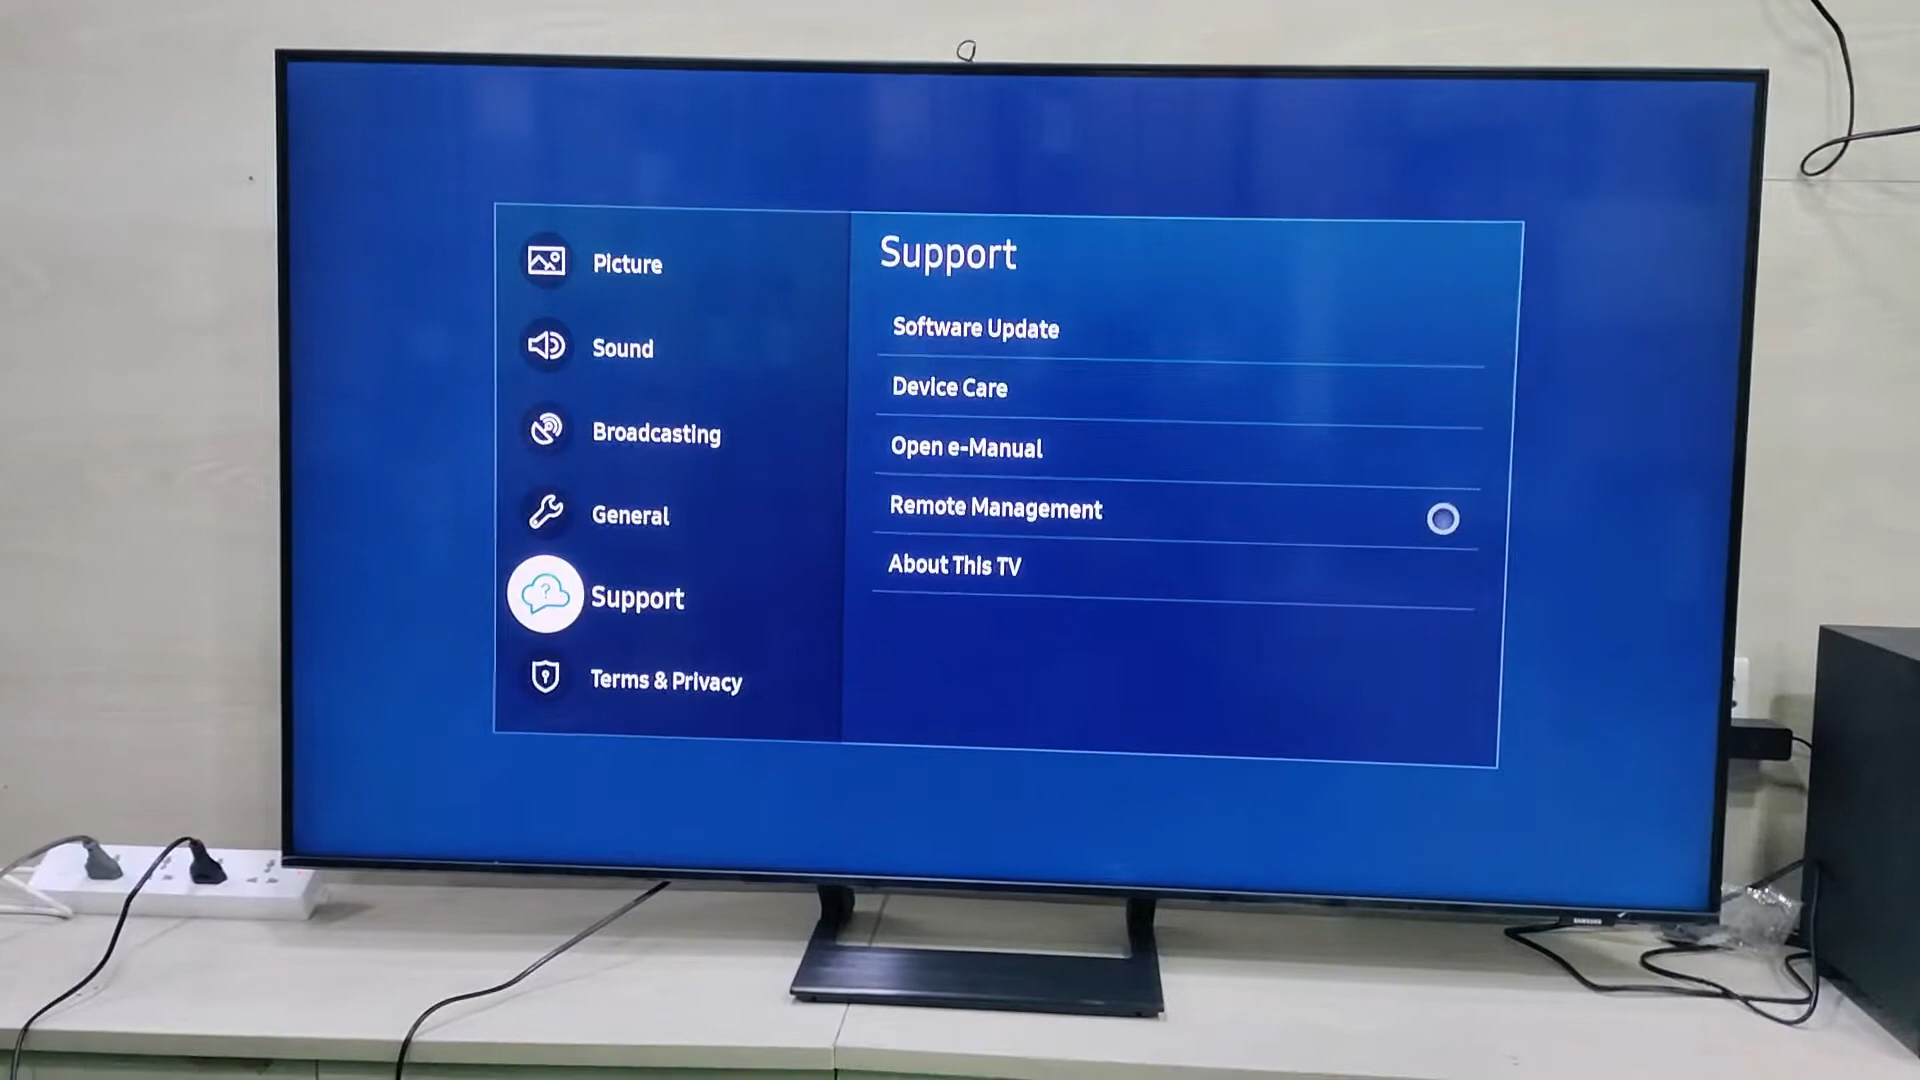 Picture
Sound
Broadcasting
General
Support
Terms & Privacy
Support
Software Update
Device Care
Open e-Manual
Remote Management
About This TV
SAMSUNG